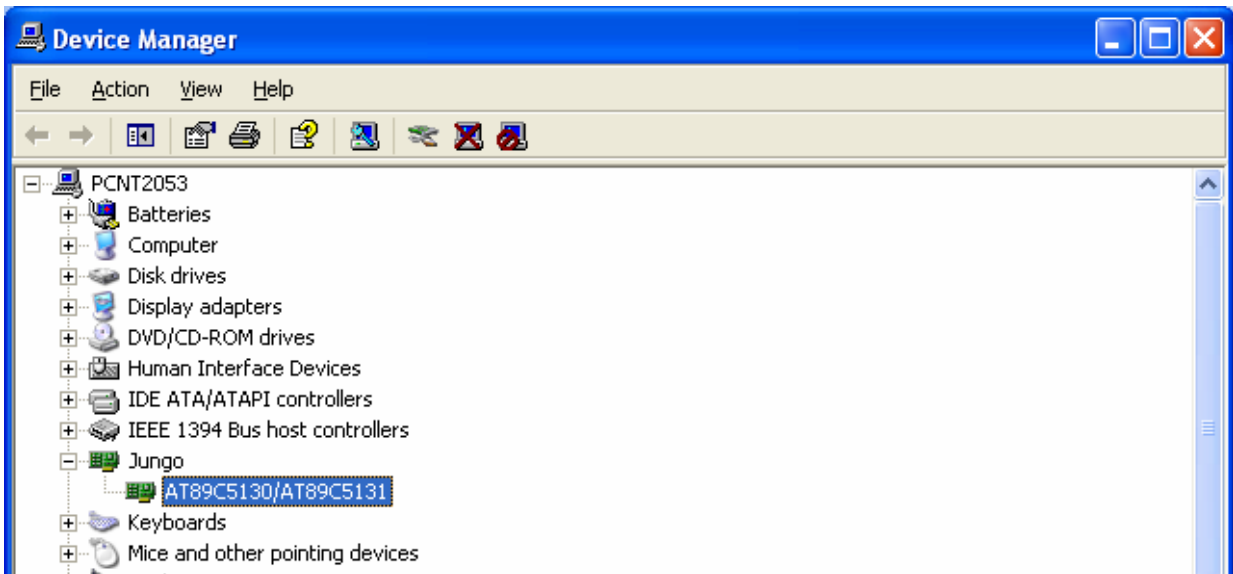 Device Manager
File Action View Help
PCNT2053
Batteries
Computer
Disk drives
Display adapters
DVD/CD-ROM drives
Human Interface Devices
IDE ATA/ATAPI controllers
IEEE 1394 Bus host controllers
Jungo
AT89C5130/AT89C5131
Keyboards
Mice and other pointing devices